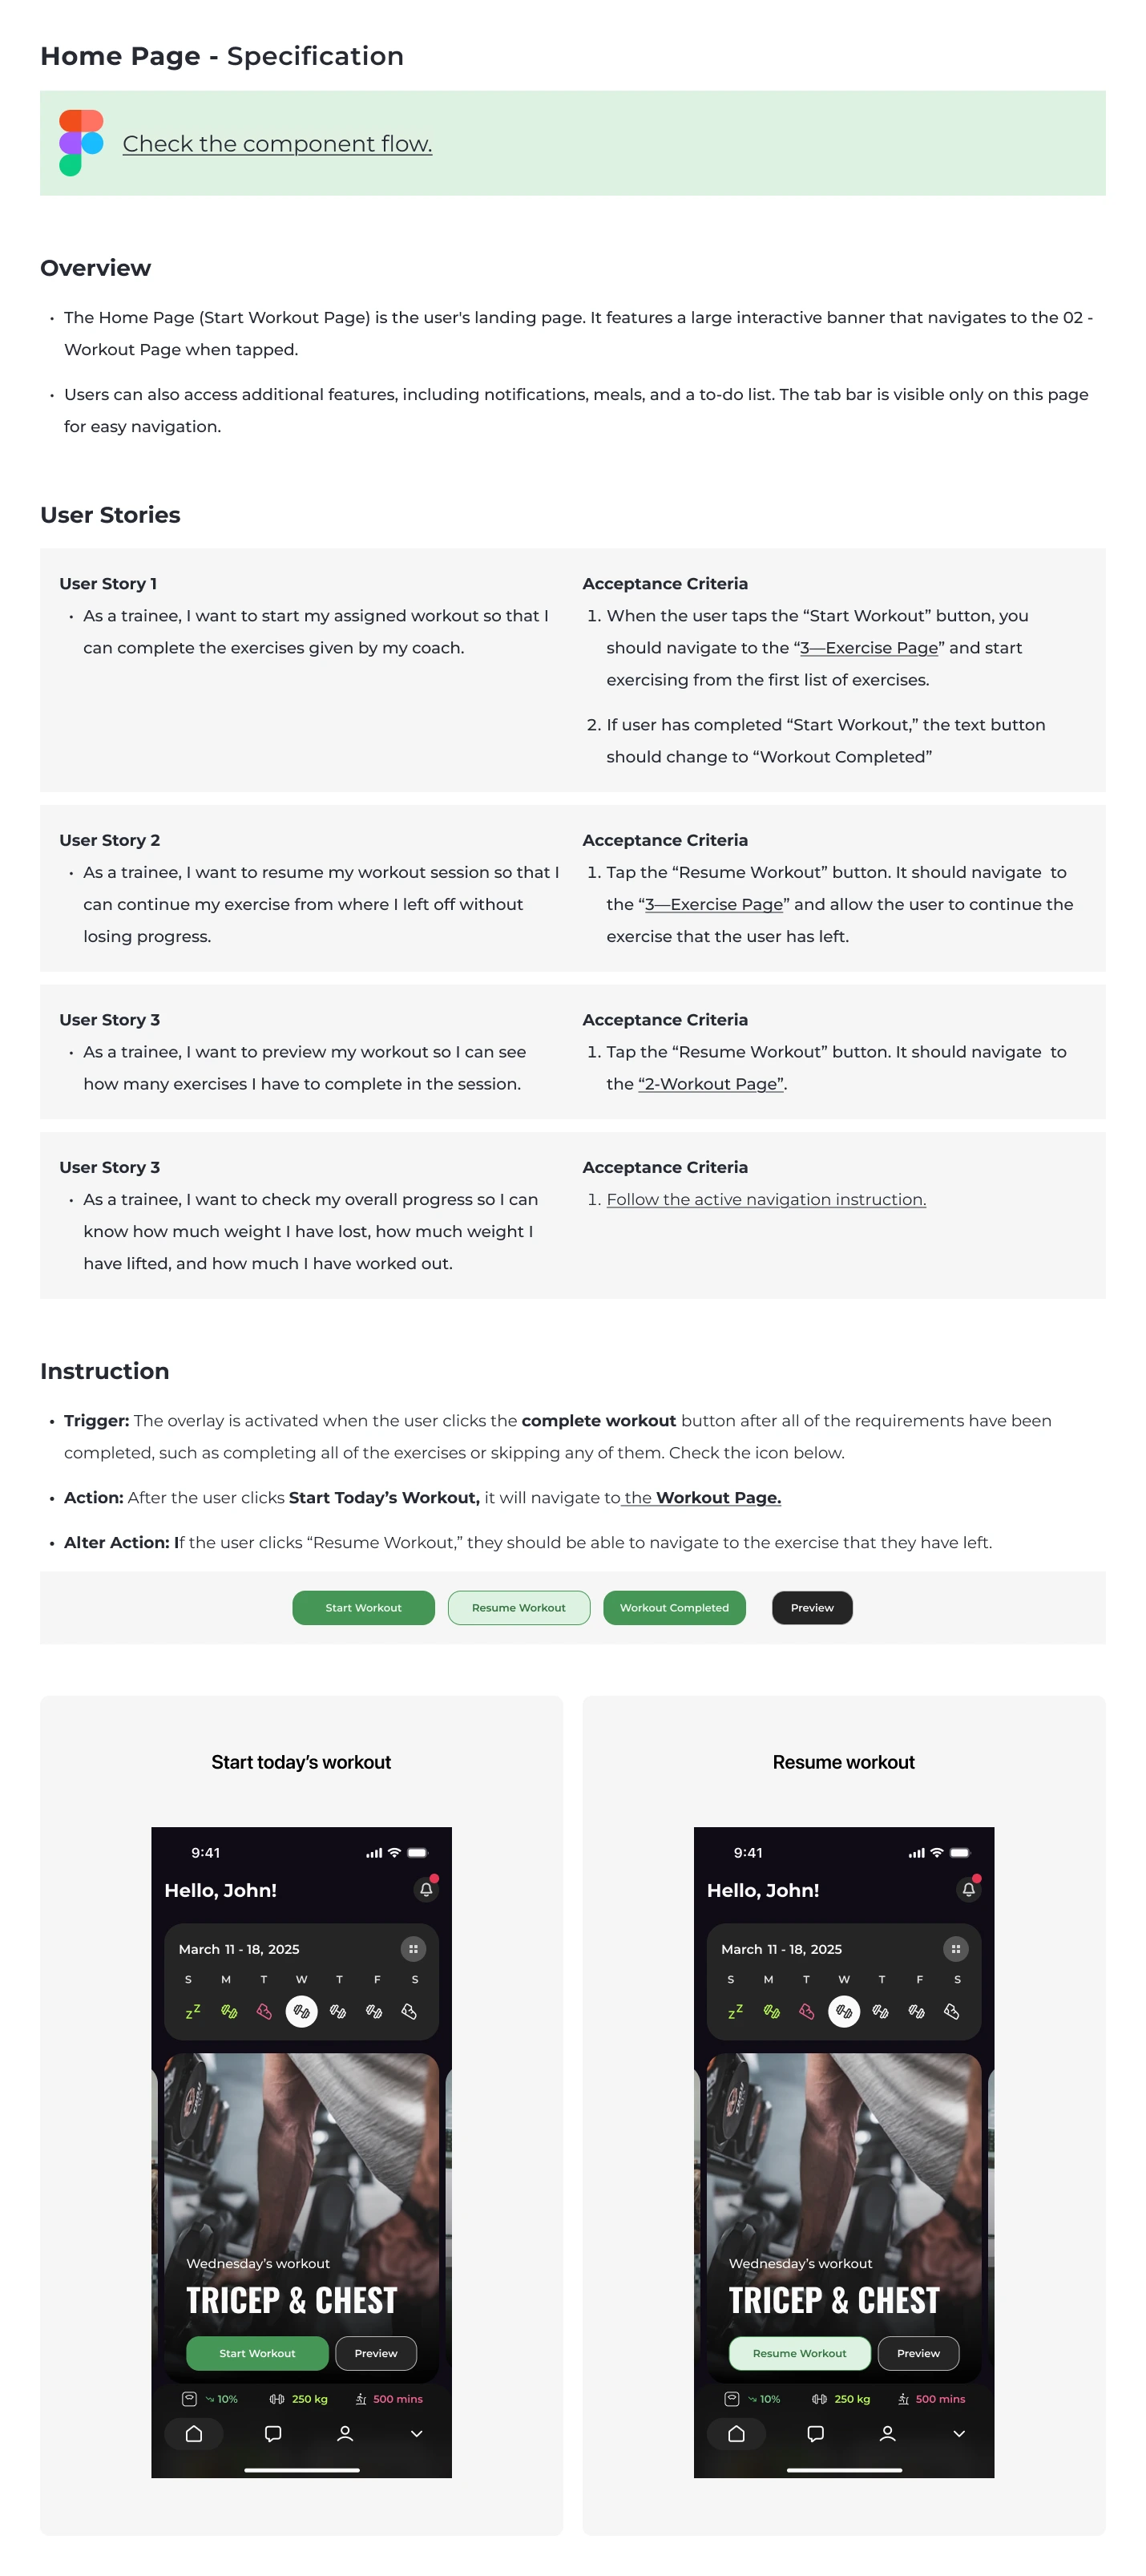 Home Page - Specification
Check the component flow.
Overview
• The Home Page (Start Workout Page) is the user's landing page. It features a large interactive banner that navigates to the 02 -
Workout Page when tapped.
• Users can also access additional features, including notifications, meals, and a to-do list. The tab bar is visible only on this page
for easy navigation.
User Stories
User Story 1
• As a trainee, I want to start my assigned workout so that I
can complete the exercises given by my coach.
Acceptance Criteria
1. When the user taps the “Start Workout” button, you
should navigate to the “3—Exercise Page” and start
exercising from the first list of exercises.
2. If user has completed “Start Workout,” the text button
should change to “Workout Completed”
User Story 2
• As a trainee, I want to resume my workout session so that I
can continue my exercise from where I left off without
losing progress.
Acceptance Criteria
1. Tap the “Resume Workout” button. It should navigate  to
the “3—Exercise Page” and allow the user to continue the
exercise that the user has left.
User Story 3
• As a trainee, I want to preview my workout so I can see
how many exercises I have to complete in the session.
Acceptance Criteria
1. Tap the “Resume Workout” button. It should navigate  to
the “2-Workout Page”.
User Story 3
• As a trainee, I want to check my overall progress so I can
know how much weight I have lost, how much weight I
have lifted, and how much I have worked out.
Acceptance Criteria
1. Follow the active navigation instruction.
Instruction
• Trigger: The overlay is activated when the user clicks the complete workout button after all of the requirements have been
completed, such as completing all of the exercises or skipping any of them. Check the icon below.
• Action: After the user clicks Start Today’s Workout, it will navigate to the Workout Page.
• Alter Action: If the user clicks “Resume Workout,” they should be able to navigate to the exercise that they have left.
Start Workout Resume Workout Workout Completed Preview
Start today’s workout
9:41
Hello, John!
March 11 - 18, 2025
S M T W T F S
zZ
Wednesday’s workout
TRICEP & CHEST
Start Workout Preview
10% 250 kg 500 mins
Resume workout
9:41
Hello, John!
March 11 - 18, 2025
S M T W T F S
zZ
Wednesday’s workout
TRICEP & CHEST
Resume Workout Preview
10% 250 kg 500 mins